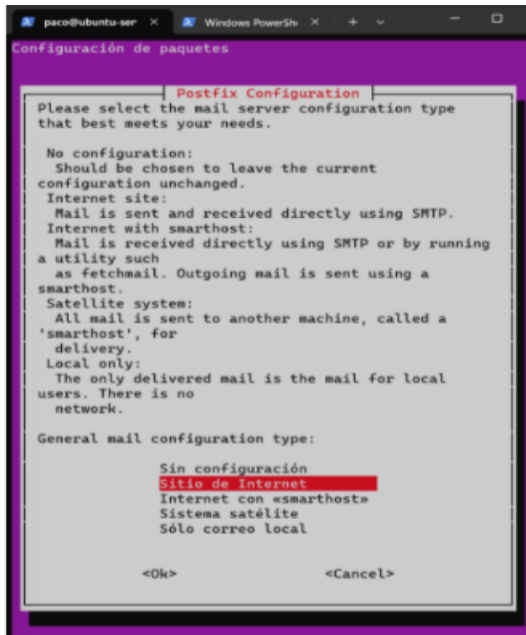 paco@ubuntu-ser
Windows PowerShe
Configuración de paquetes
Postfix Configuration
Please select the mail server configuration type
that best meets your needs.
No configuration:
Should be chosen to leave the current
configuration unchanged.
Internet site:
Mail is sent and received directly using SMTP.
Internet with smarthost:
Mail is received directly using SMTP or by running
a utility such
as fetchmail. Outgoing mail is sent using a
smarthost.
Satellite system:
All mail is sent to another machine, called a
'smarthost', for
delivery.
Local only:
The only delivered mail is the mail for local
users. There is no
network.
General mail configuration type:
Sin configuración
Sitio de Internet
Internet con «smarthost»
Sistema satélite
Sólo correo local
<Ok> <Cancel>